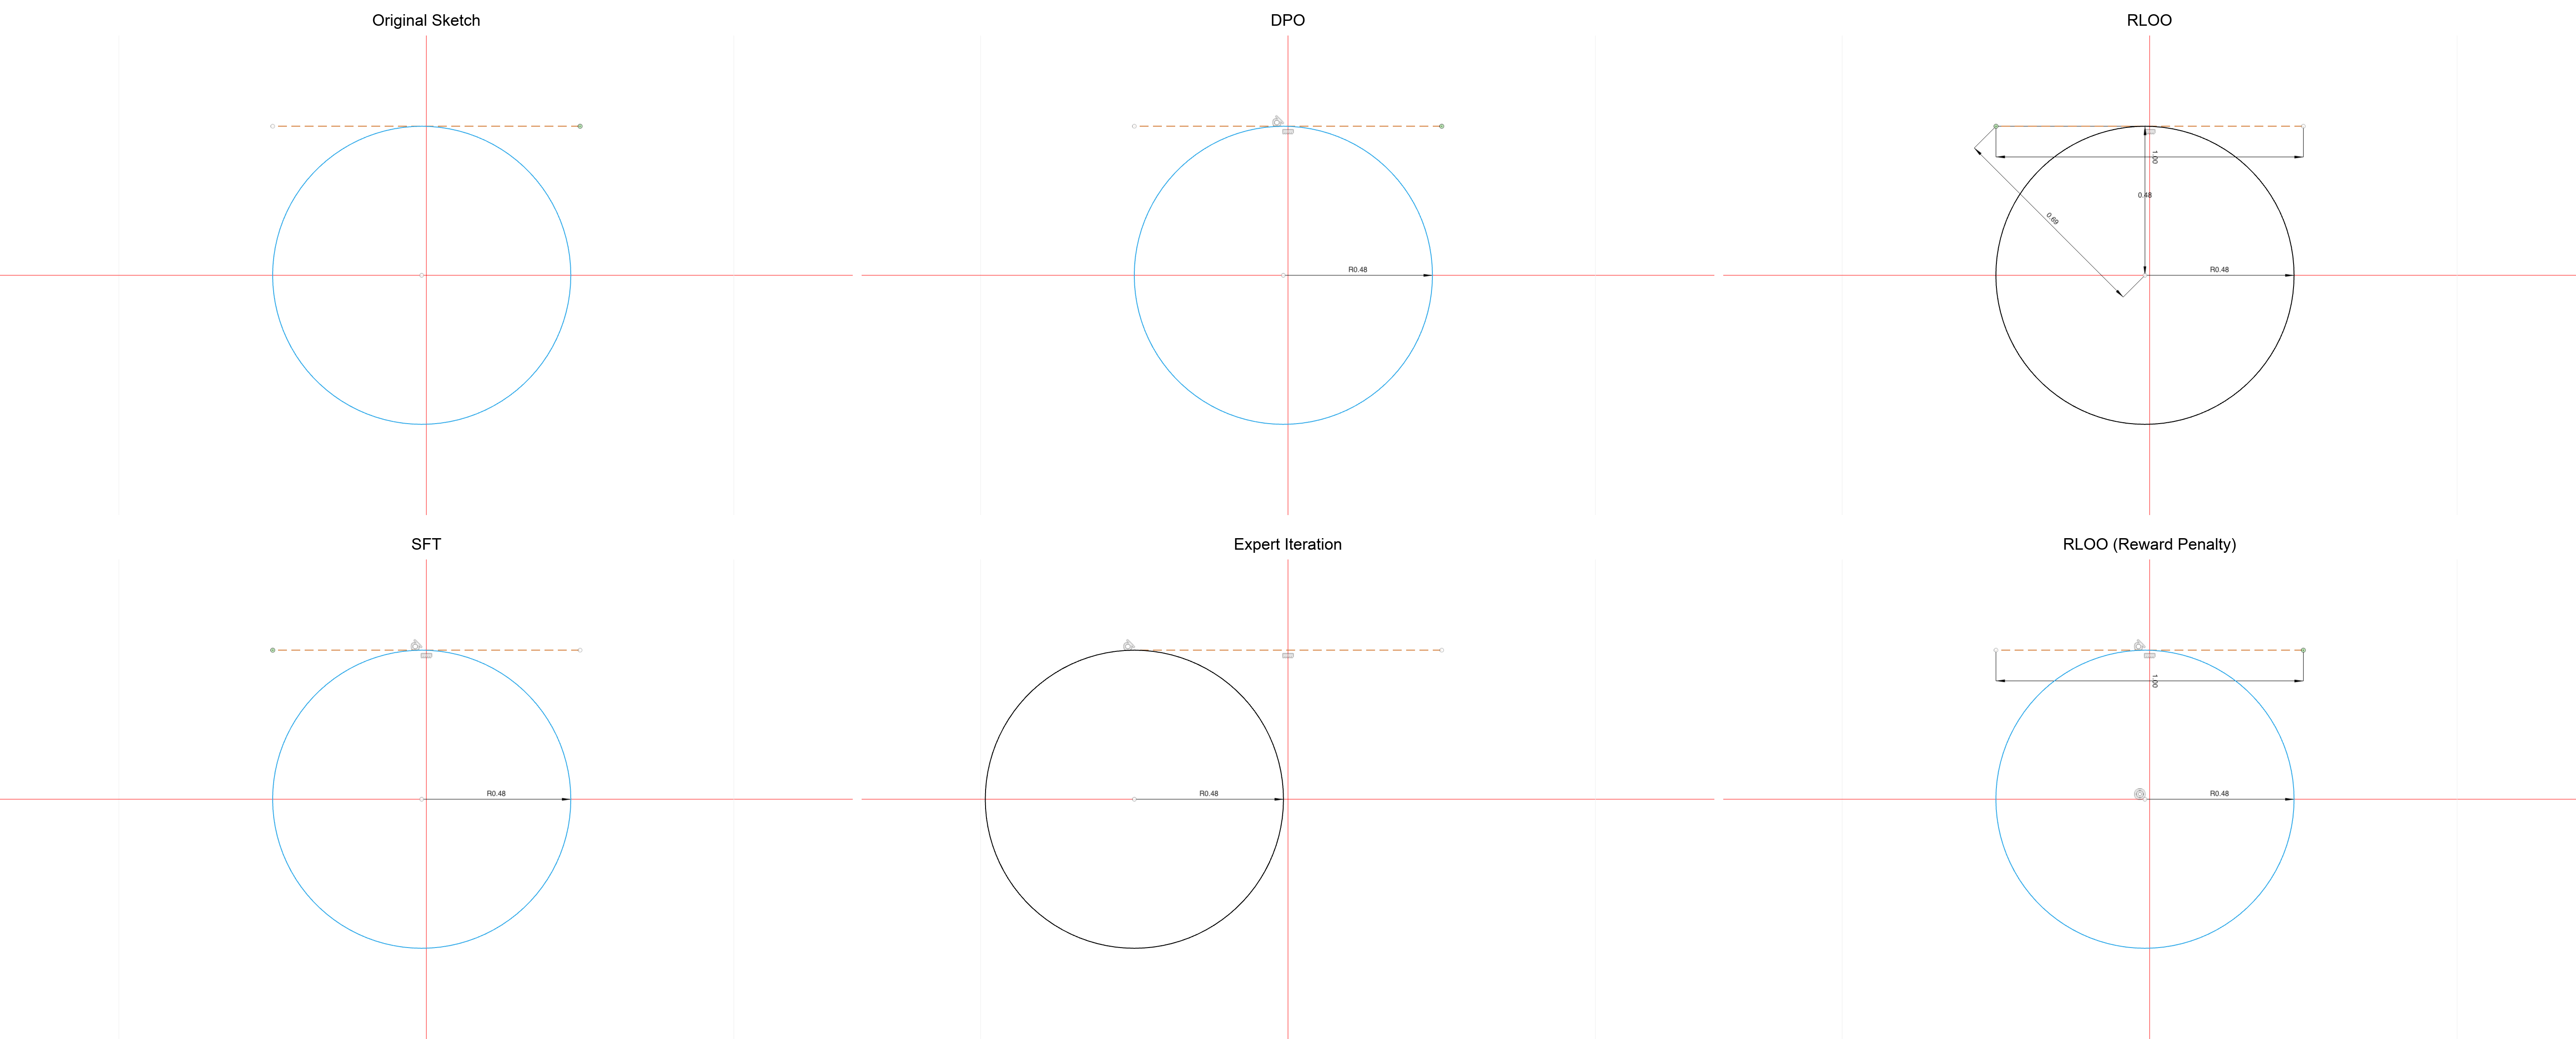 Original Sketch
DPO
R0.48
RLOO
1.00
0.48
0.69
R0.48
SFT
R0.48
Expert Iteration
R0.48
RLOO (Reward Penalty)
1.00
R0.48